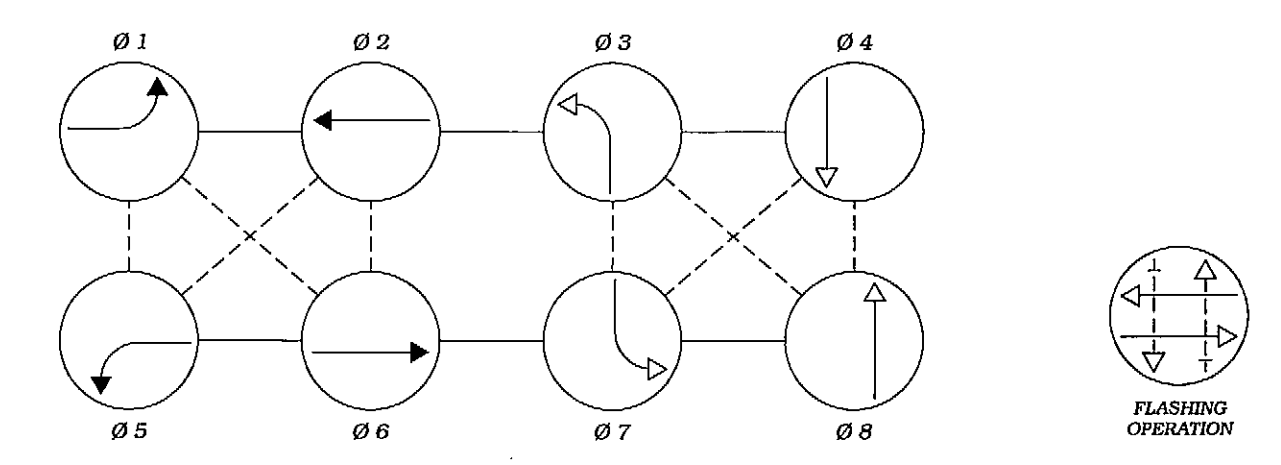 Ø 1
Ø 2
Ø 3
Ø 4
Ø 5
Ø 6
Ø 7
Ø 8
FLASHING
OPERATION